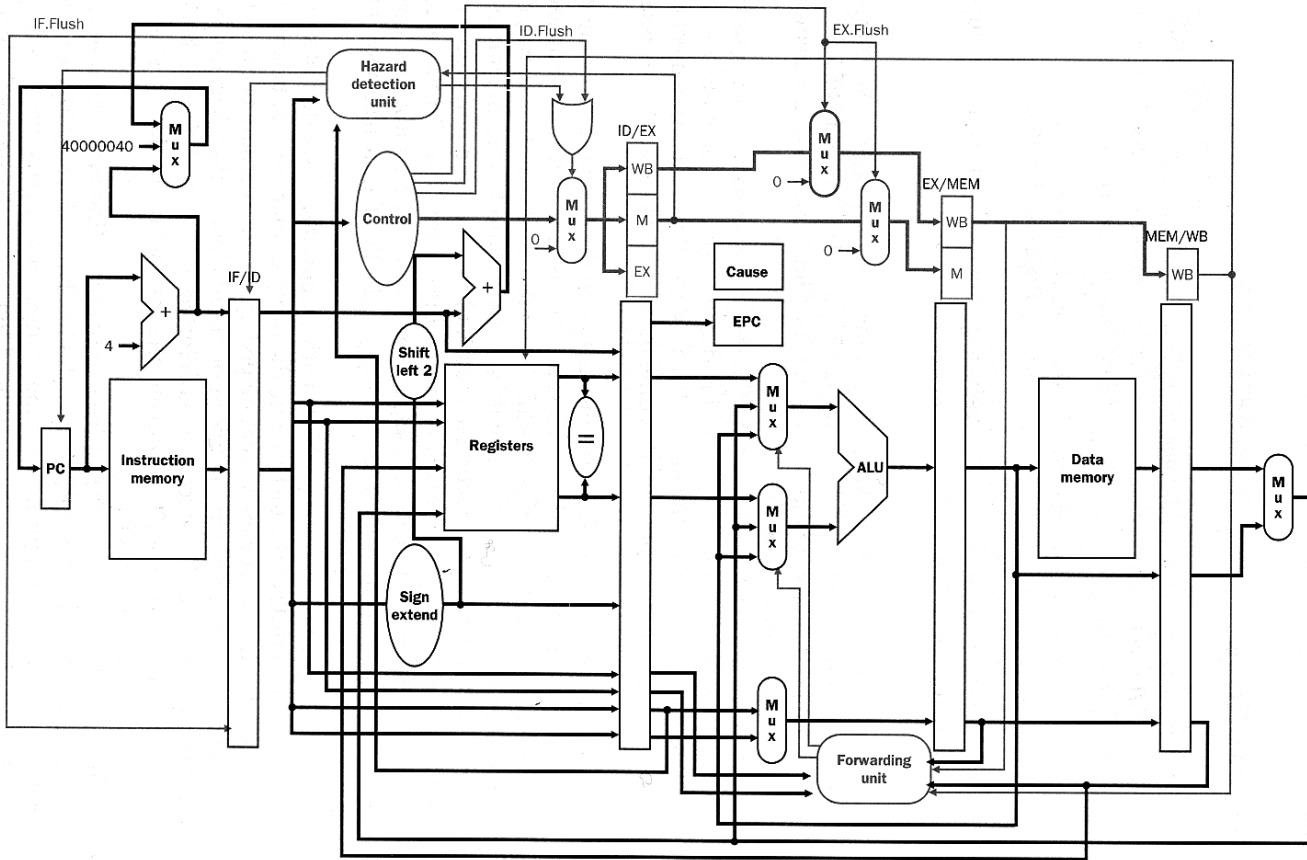 IF.Flush
ID.Flush
EX.Flush
Hazard
detection
unit
M
u
x
40000040
ID/EX
WB
M
EX
Control
M
u
x
0
M
u
x
0
M
u
x
0
EX/MEM
WB
M
MEM/WB
WB
Cause
EPC
IF/ID
+
4
+
Shift
left 2
PC
Instruction
memory
Registers
=
M
u
x
M
u
x
ALU
Data
memory
M
u
x
Sign
extend
M
u
x
Forwarding
unit